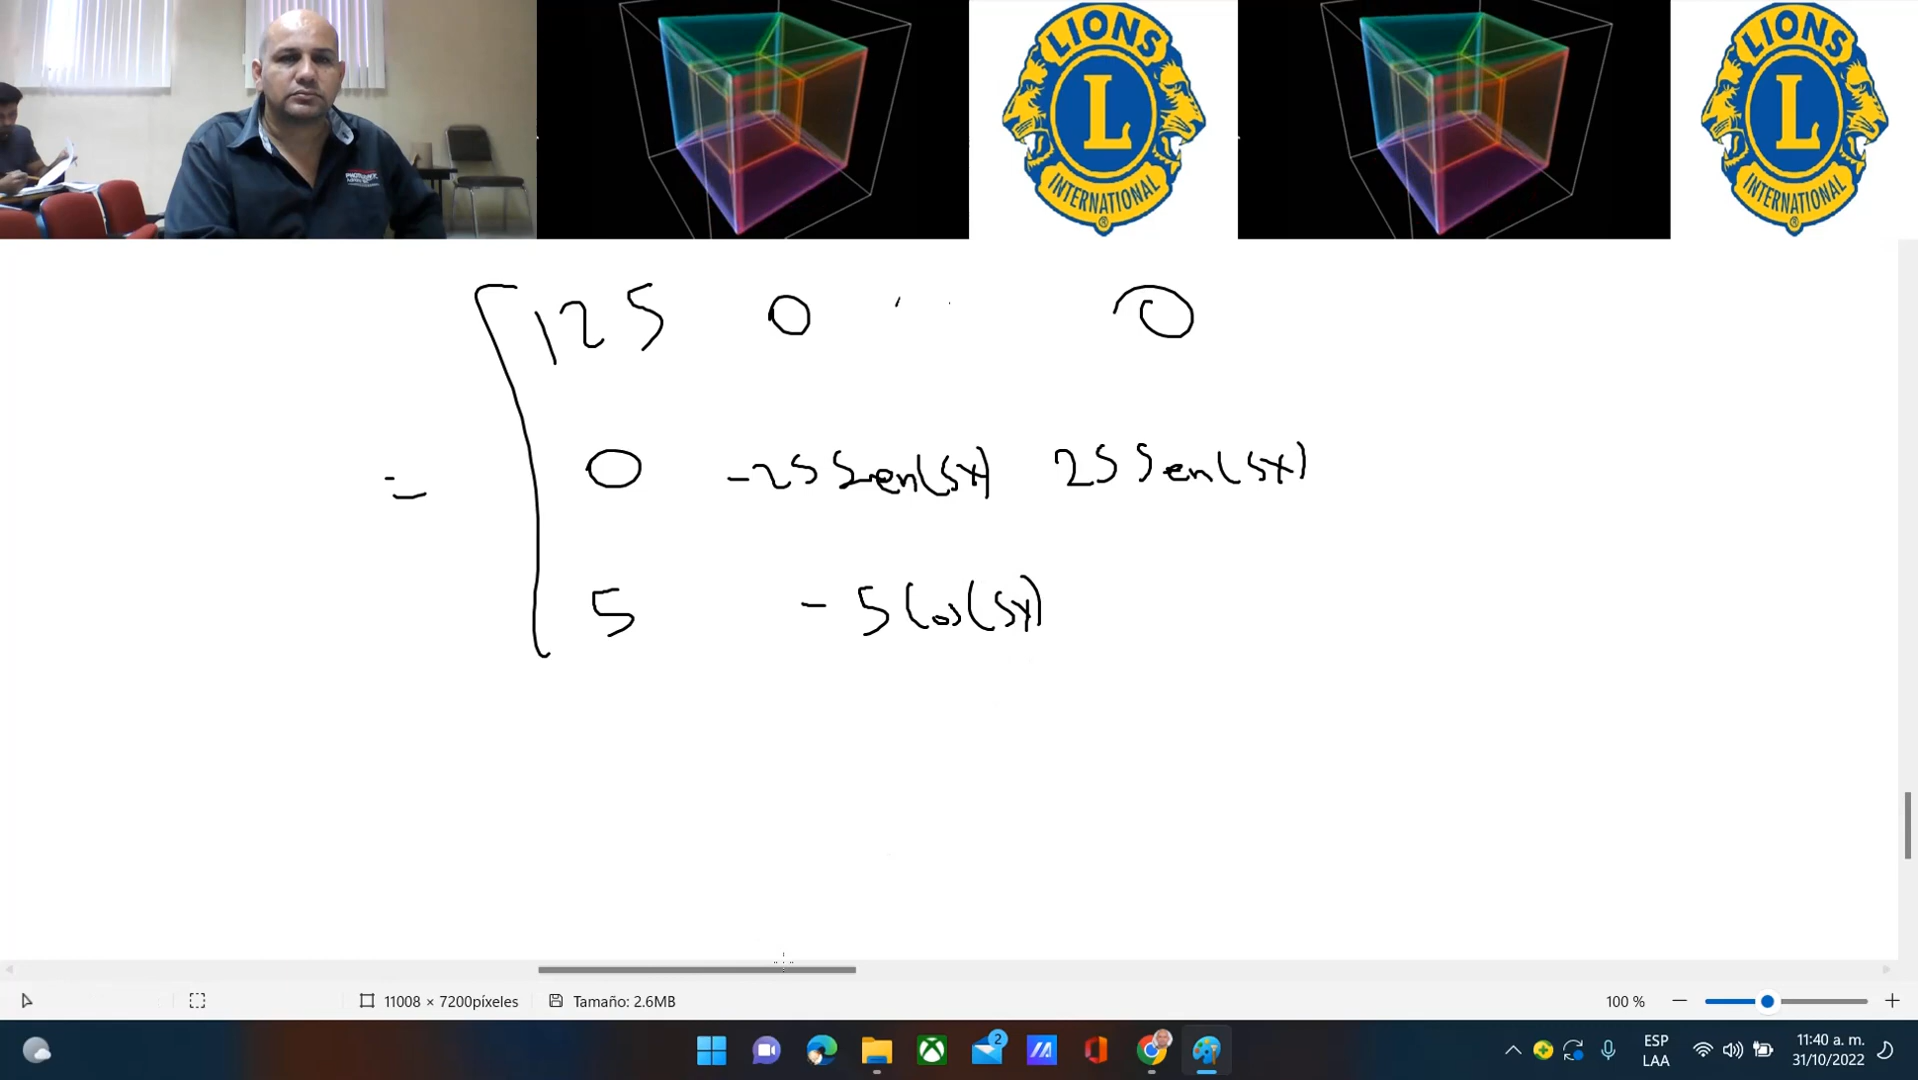 LIONS
L
INTERNATIONAL
®
LIONS
L
INTERNATIONAL
®
125 0 .. 0
= 0 -25 Sen(5x) 25 Sen(5x)
5 - 5 Cos(5x)
11008 × 7200píxeles
Tamaño: 2.6MB
100 %
2
ESP
LAA
11:40 a. m.
31/10/2022